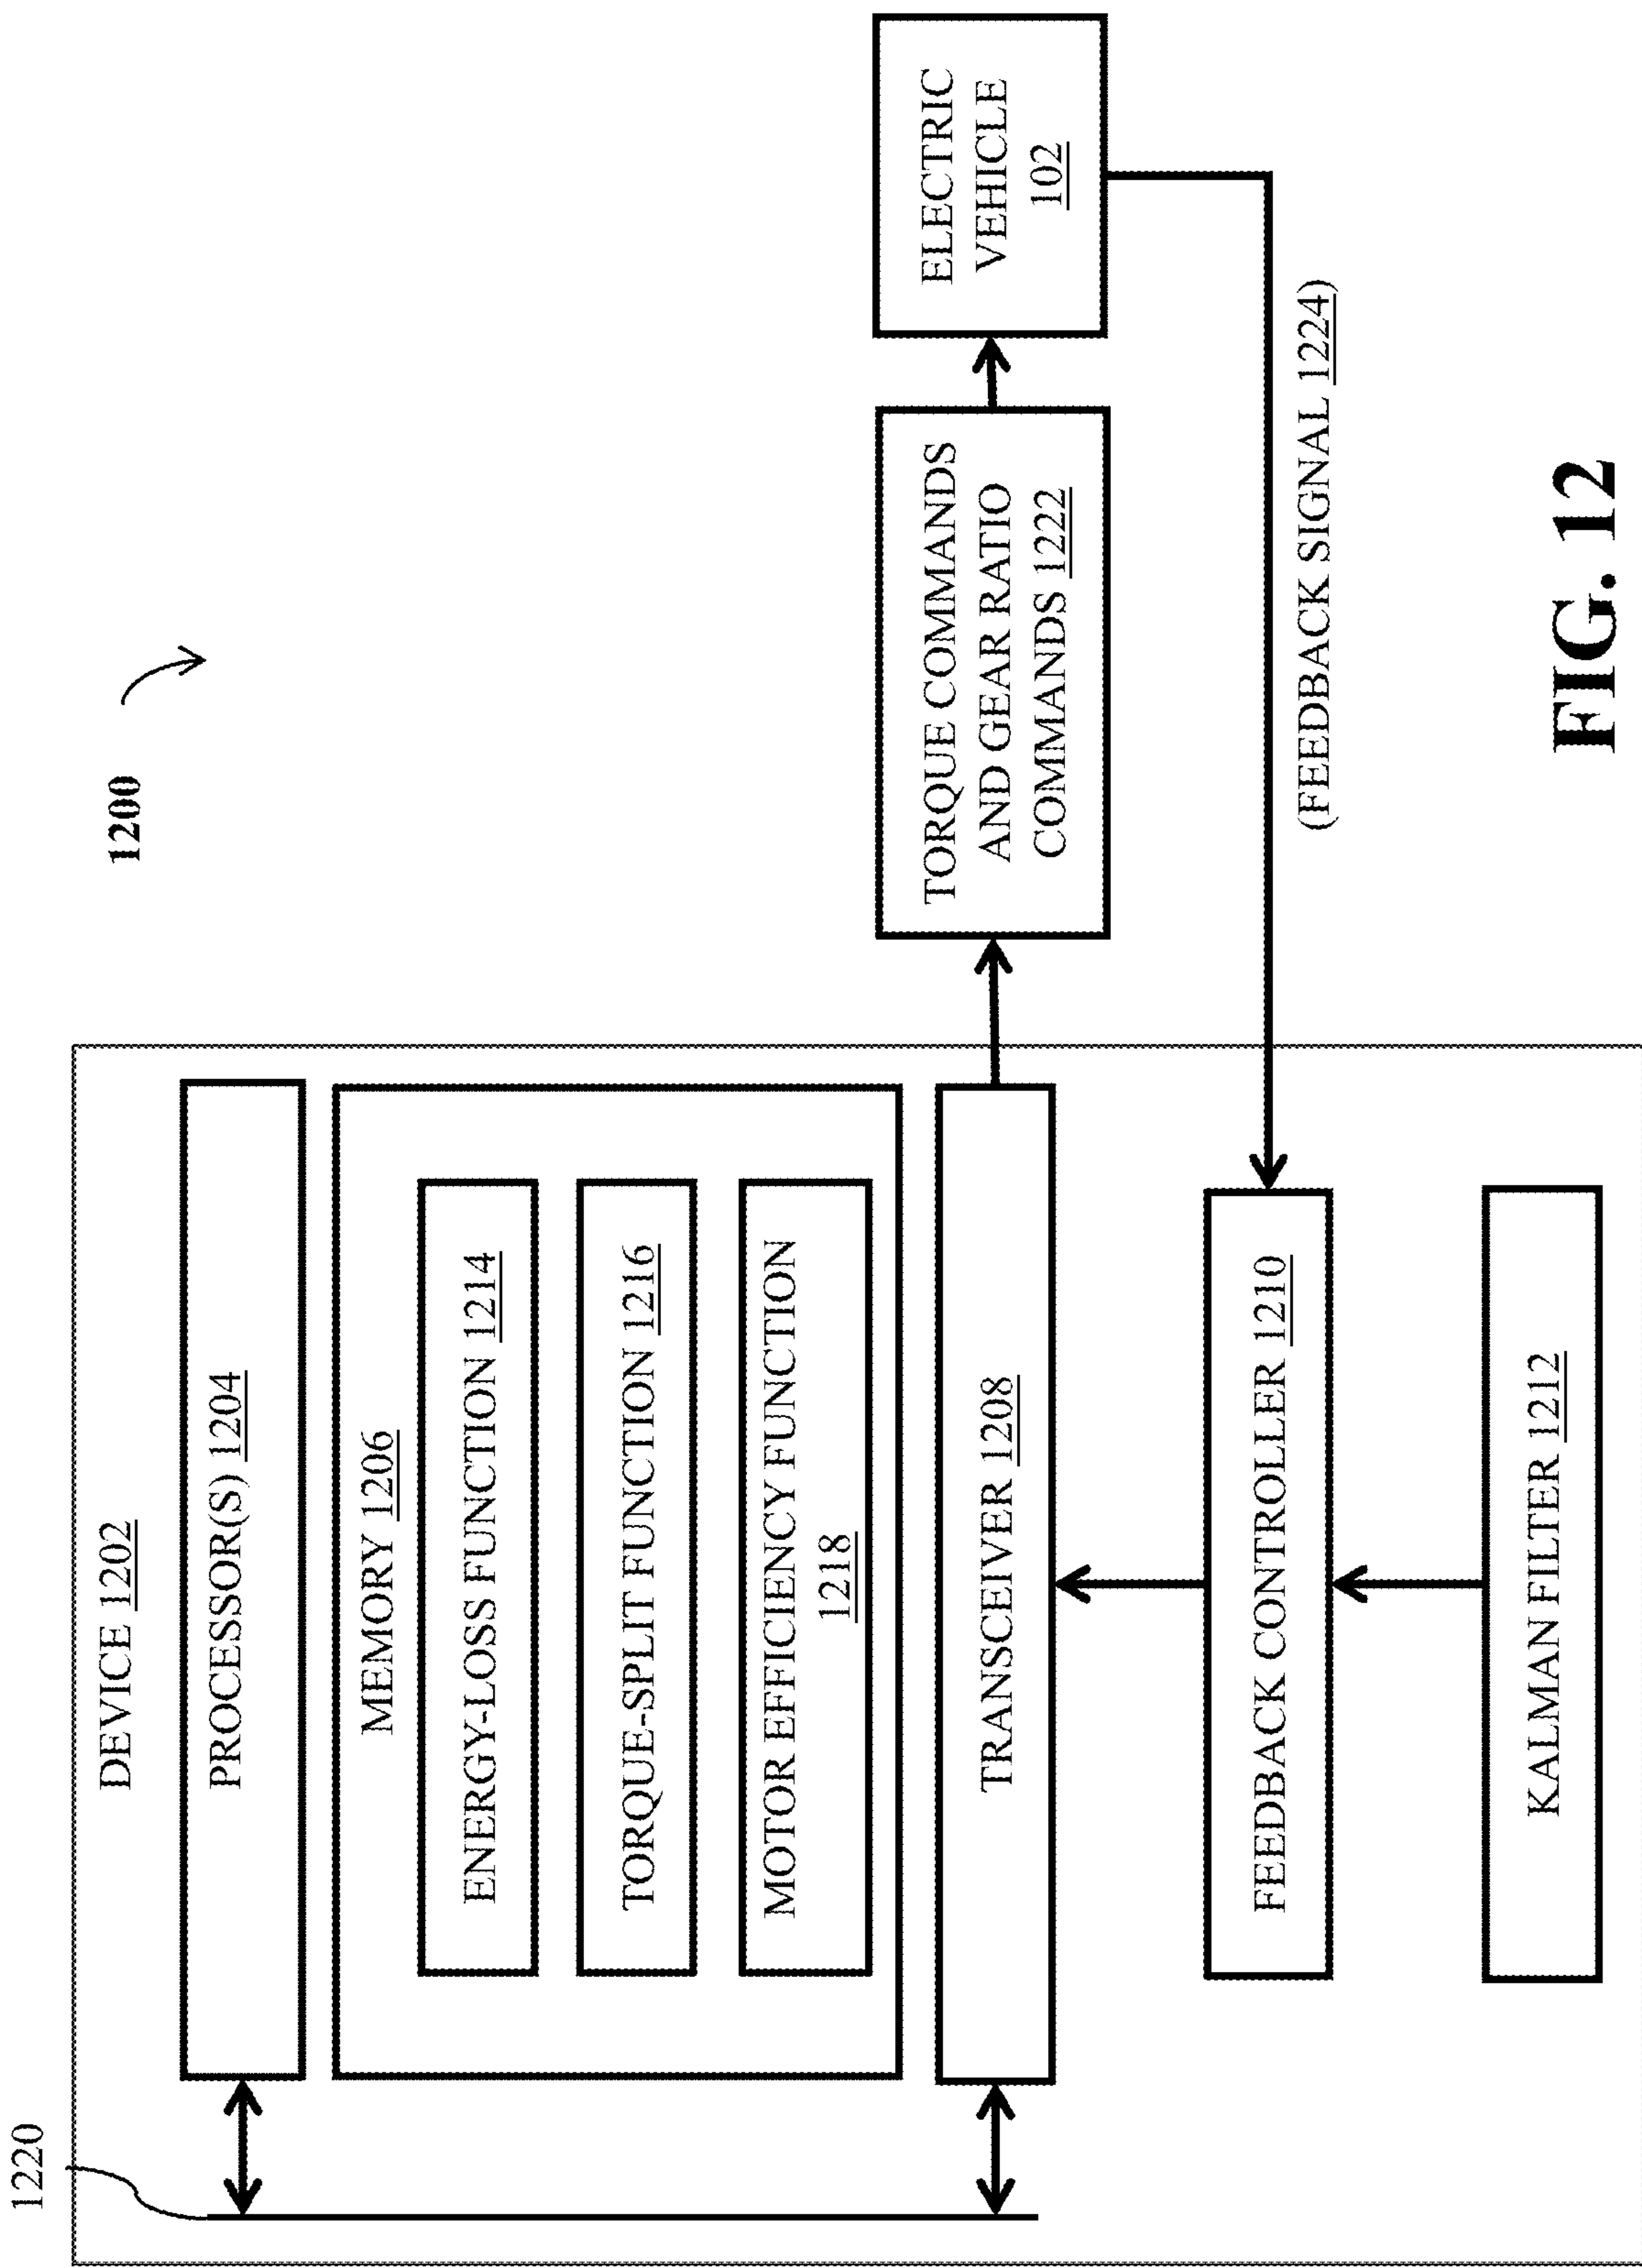 1200
1220
DEVICE 1202
PROCESSOR(S) 1204
MEMORY 1206
ENERGY-LOSS FUNCTION 1214
TORQUE-SPLIT FUNCTION 1216
MOTOR EFFICIENCY FUNCTION
1218
TRANSCEIVER 1208
FEEDBACK CONTROLLER 1210
KALMAN FILTER 1212
TORQUE COMMANDS
AND GEAR RATIO
COMMANDS 1222
ELECTRIC
VEHICLE
102
(FEEDBACK SIGNAL 1224)
FIG. 12